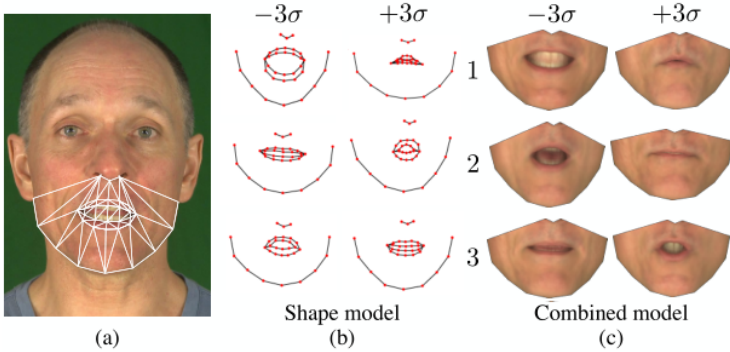 −3σ +3σ −3σ +3σ
1
2
3
Shape model Combined model
(a) (b) (c)